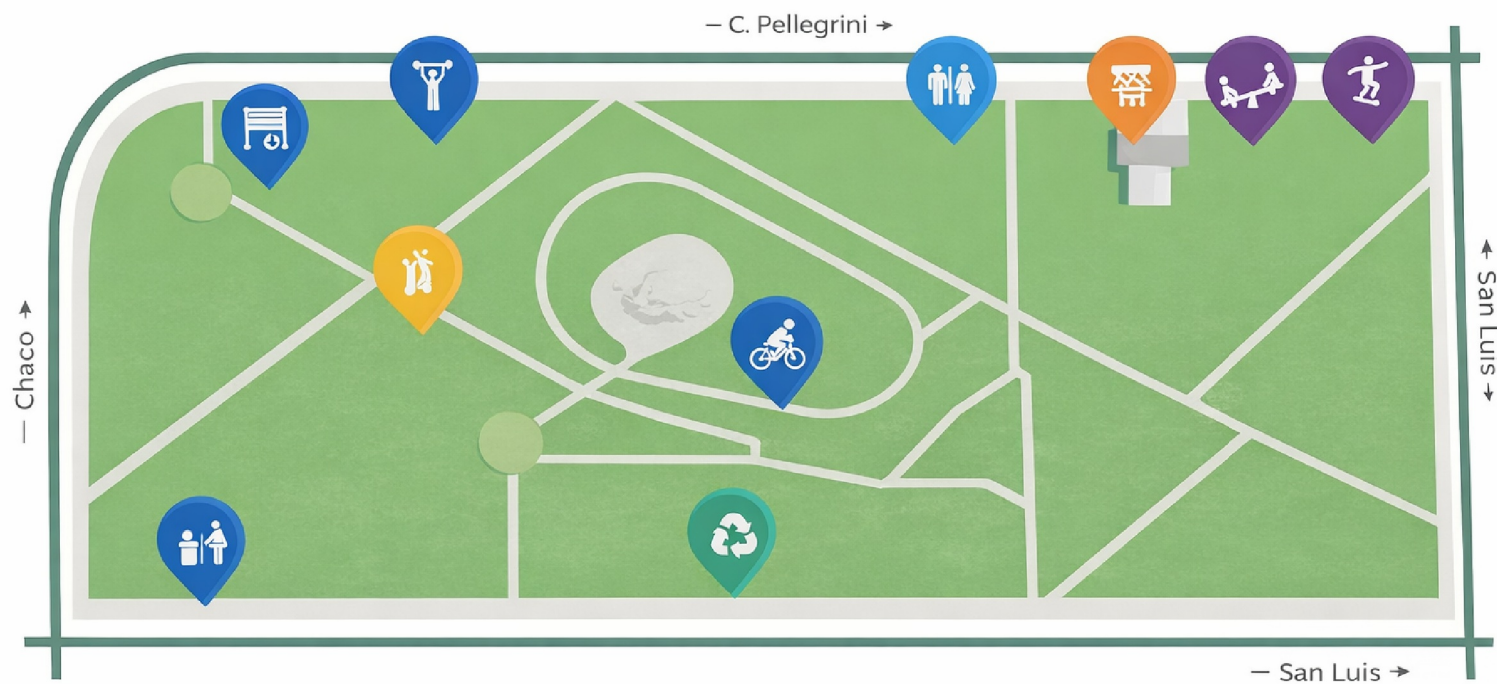 — C. Pellegrini →
— Chaco →
← San Luis →
— San Luis →